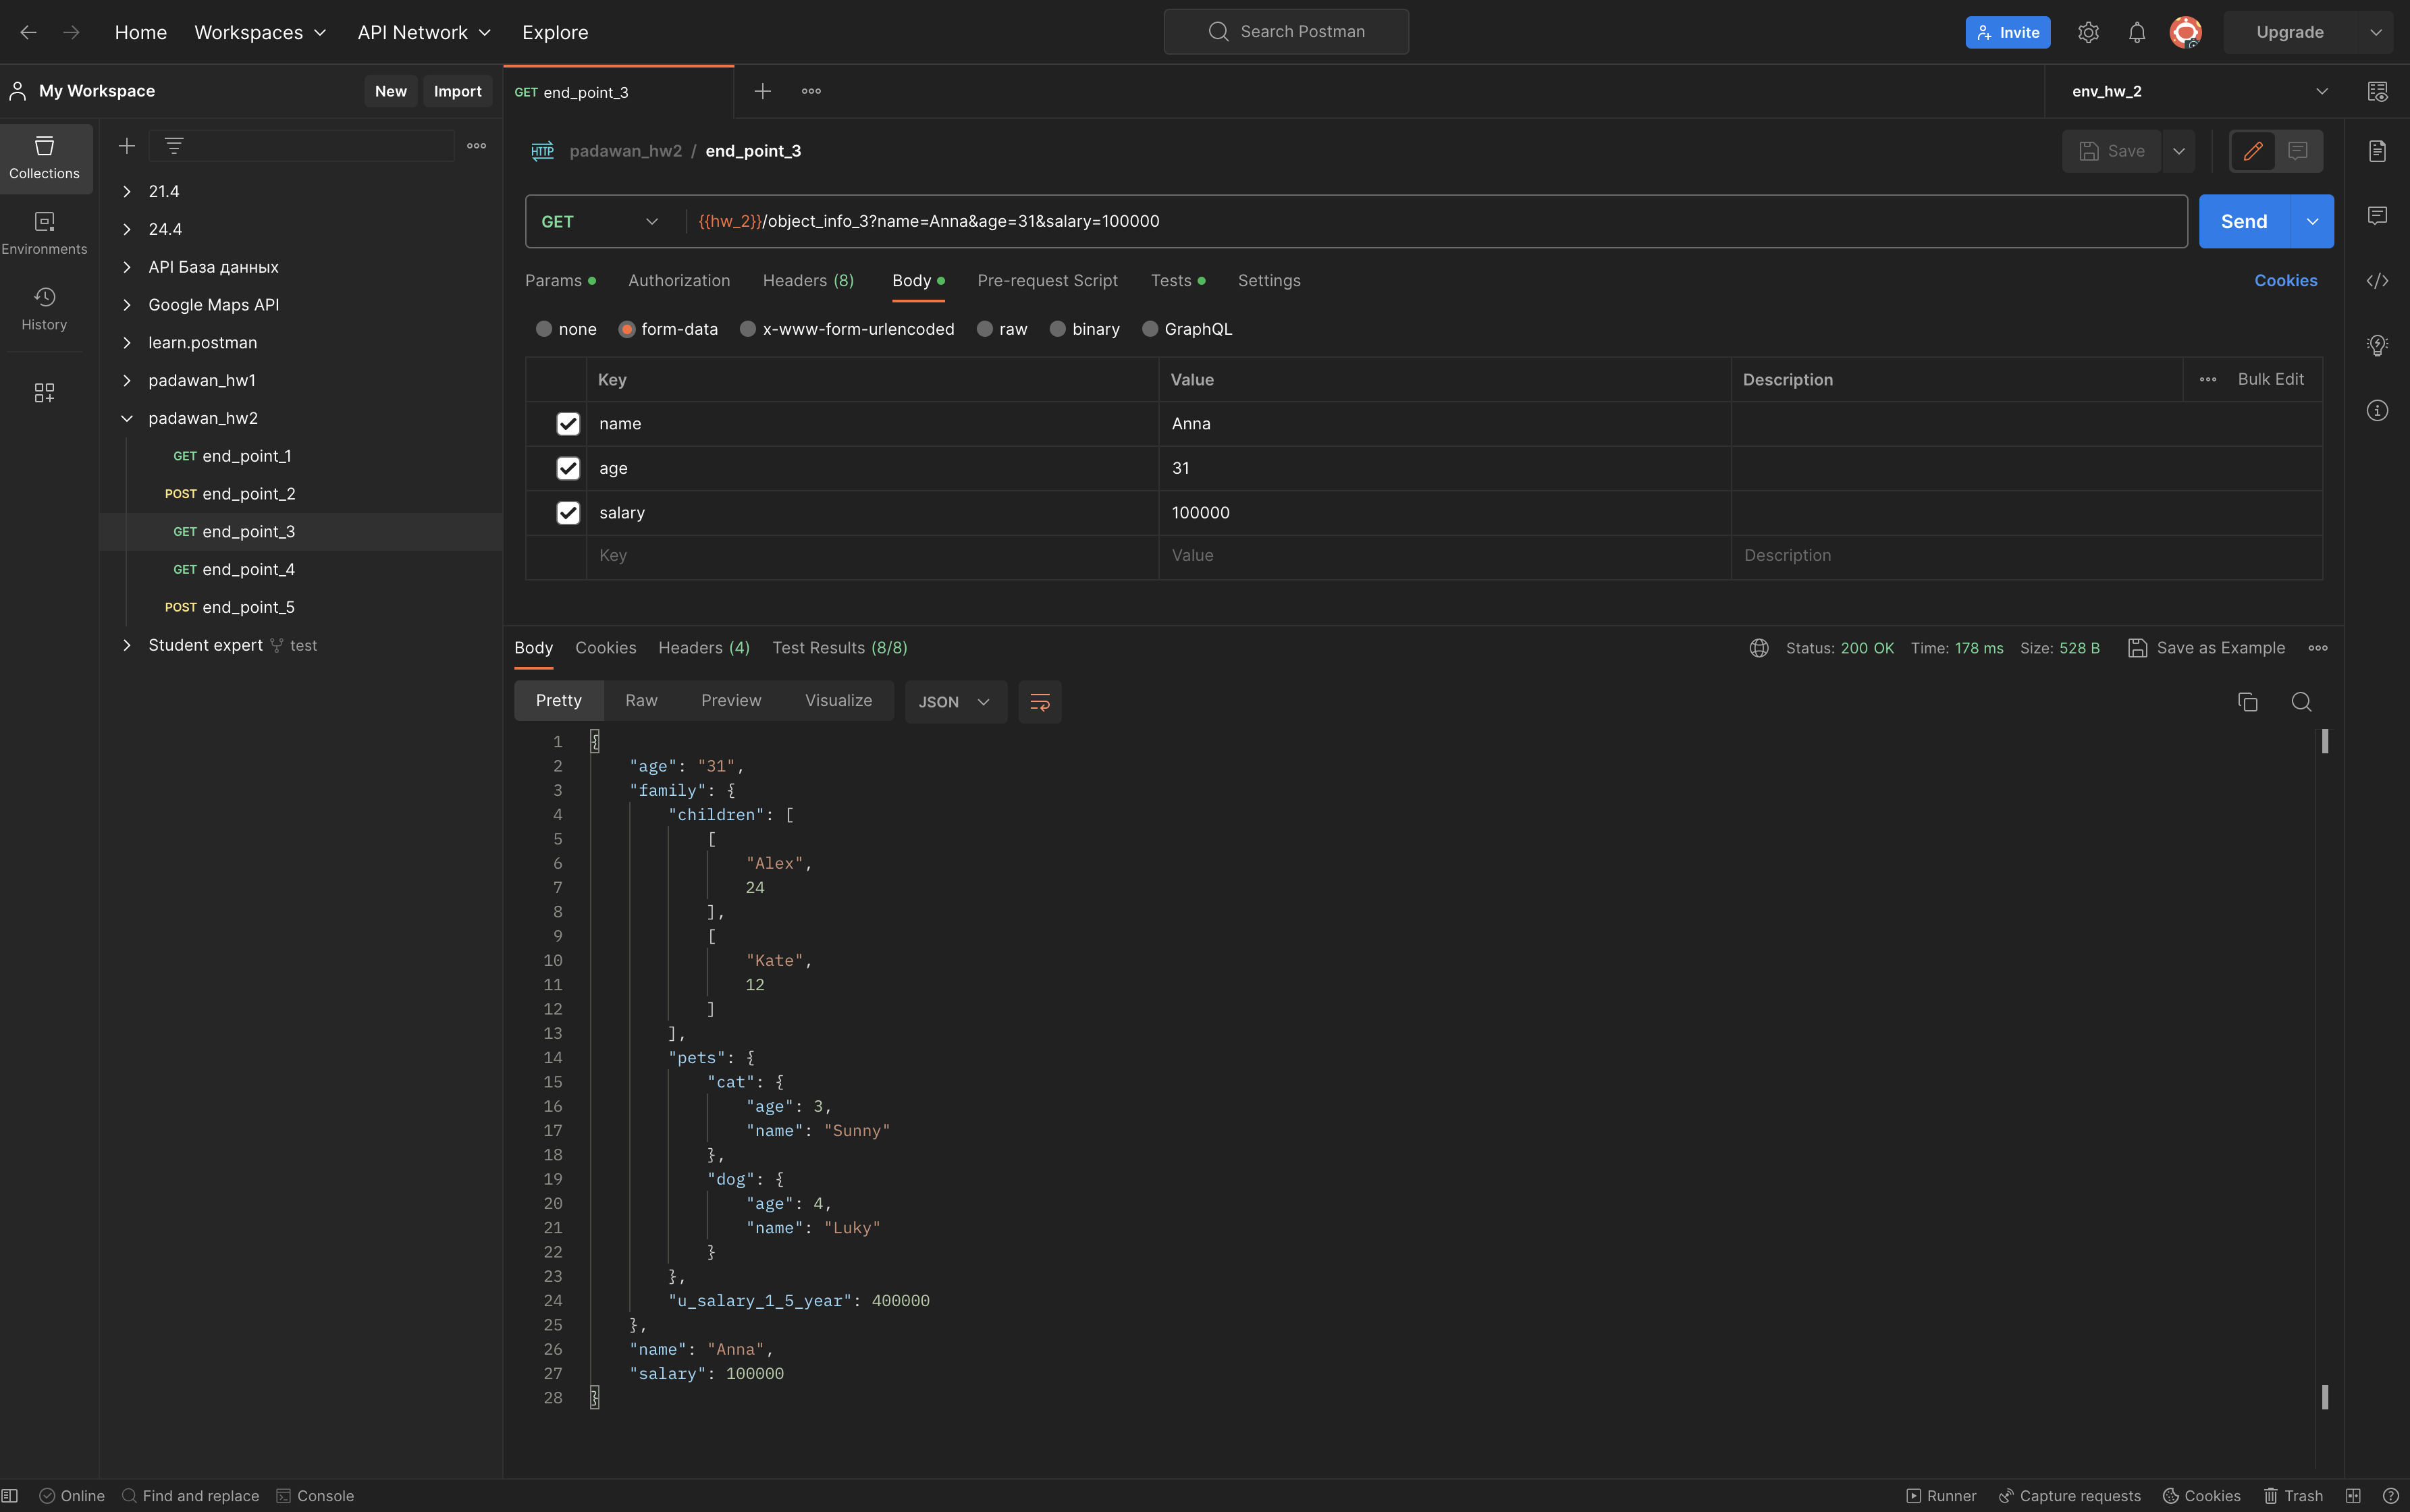 Home Workspaces API Network Explore Search Postman Invite Upgrade
My Workspace New Import
GET end_point_3 env_hw_2
Collections
Environments
History
21.4
24.4
API База данных
Google Maps API
learn.postman
padawan_hw1
padawan_hw2
GET end_point_1
POST end_point_2
GET end_point_3
GET end_point_4
POST end_point_5
Student expert test
HTTP padawan_hw2 / end_point_3 Save
GET {{hw_2}}/object_info_3?name=Anna&age=31&salary=100000 Send
Params Authorization Headers (8) Body Pre-request Script Tests Settings Cookies
none form-data x-www-form-urlencoded raw binary GraphQL
Key Value Description Bulk Edit
name Anna
age 31
salary 100000
Key Value Description
Body Cookies Headers (4) Test Results (8/8) Status: 200 OK Time: 178 ms Size: 528 B Save as Example
Pretty Raw Preview Visualize JSON
1 {
2 "age": "31",
3 "family": {
4 "children": [
5 [
6 "Alex",
7 24
8 ],
9 [
10 "Kate",
11 12
12 ]
13 ],
14 "pets": {
15 "cat": {
16 "age": 3,
17 "name": "Sunny"
18 },
19 "dog": {
20 "age": 4,
21 "name": "Luky"
22 }
23 },
24 "u_salary_1_5_year": 400000
25 },
26 "name": "Anna",
27 "salary": 100000
28 }
Online Find and replace Console Runner Capture requests Cookies Trash